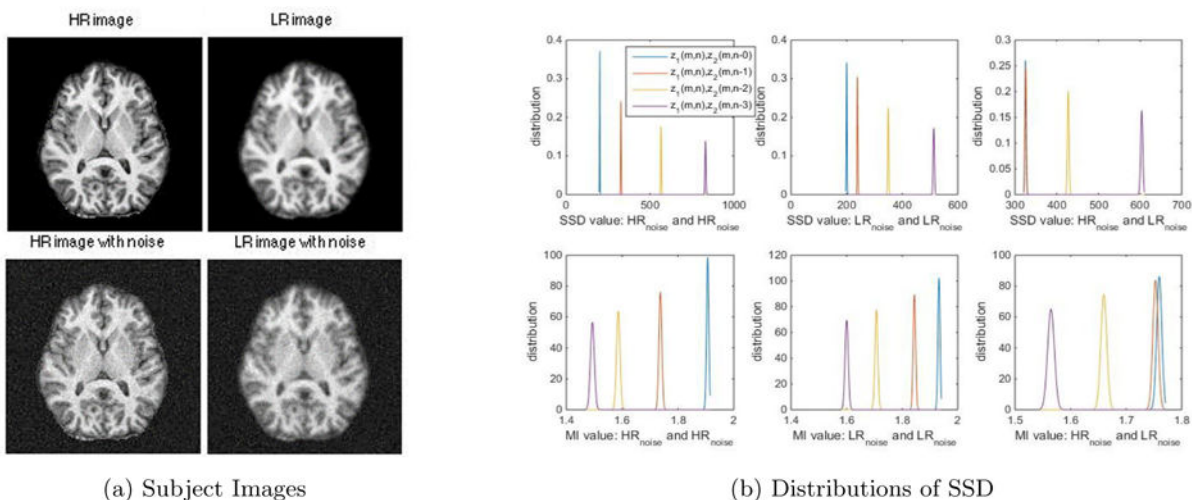 HR image
LR image
HR image with noise
LR image with noise
(a) Subject Images
0.4
0.3
0.2
0.1
0
distribution
0
500
1000
SSD value: HRnoise and HRnoise
z1(m,n),z2(m,n-0)
z1(m,n),z2(m,n-1)
z1(m,n),z2(m,n-2)
z1(m,n),z2(m,n-3)
0.4
0.3
0.2
0.1
0
distribution
0
200
400
600
SSD value: LRnoise and LRnoise
0.3
0.25
0.2
0.15
0.1
0.05
0
distribution
300
400
500
600
700
SSD value: HRnoise and LRnoise
100
80
60
40
20
0
distribution
1.4
1.6
1.8
2
MI value: HRnoise and HRnoise
120
100
80
60
40
20
0
distribution
1.4
1.6
1.8
2
MI value: LRnoise and LRnoise
100
80
60
40
20
0
distribution
1.5
1.6
1.7
1.8
MI value: HRnoise and LRnoise
(b) Distributions of SSD